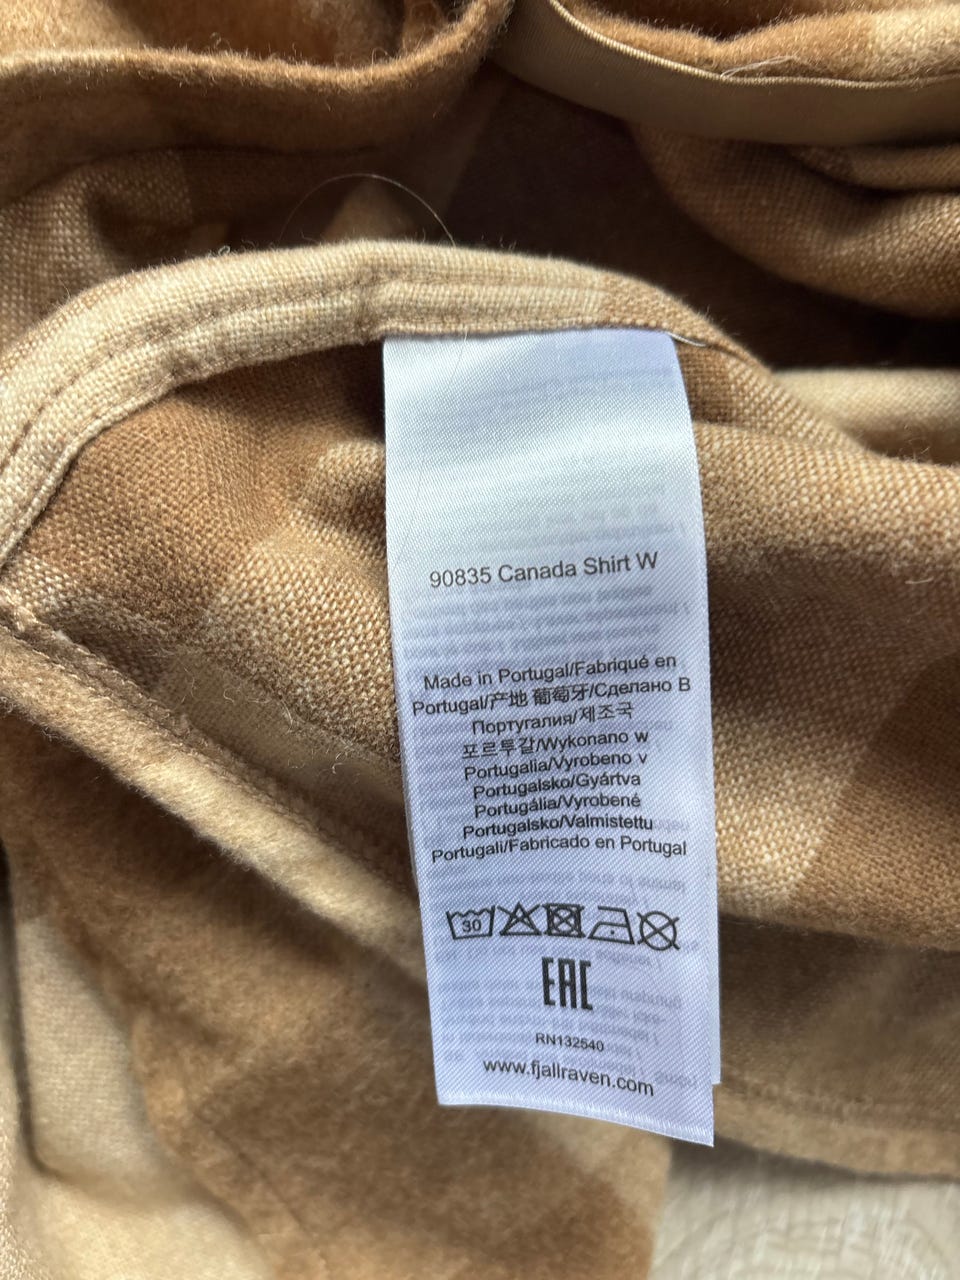 90835 Canada Shirt W
Made in Portugal/Fabriqué en
Portugal/产地 葡萄牙/Сделано В
Португалия/제조국
포르투갈/Wykonano w
Portugalia/Vyrobeno v
Portugalsko/Gyártva
Portugália/Vyrobené
Portugalsko/Valmistettu
Portugali/Fabricado en Portugal
30
EAC
RN132540
www.fjallraven.com